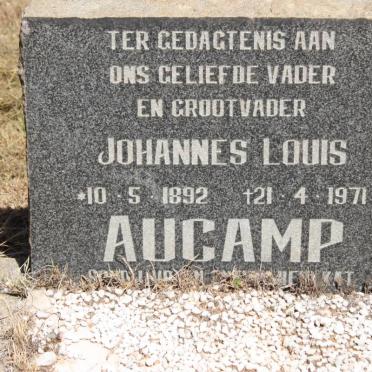 TER GEDAGTENIS AAN
ONS GELIEFDE VADER
EN GROOTVADER
JOHANNES LOUIS
*10 · 5 · 1892 †21 · 4 · 1971
AUCAMP